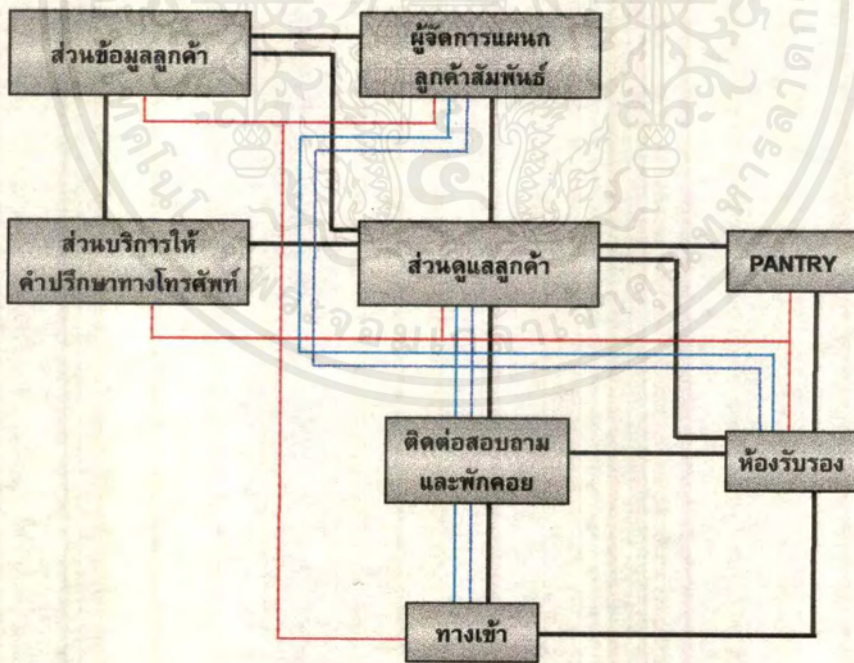 ส่วนข้อมูลลูกค้า
ผู้จัดการแผนก
ลูกค้าสัมพันธ์
ส่วนบริการให้
คำปรึกษาทางโทรศัพท์
ส่วนดูแลลูกค้า
PANTRY
ติดต่อสอบถาม
และพักคอย
ห้องรับรอง
ทางเข้า